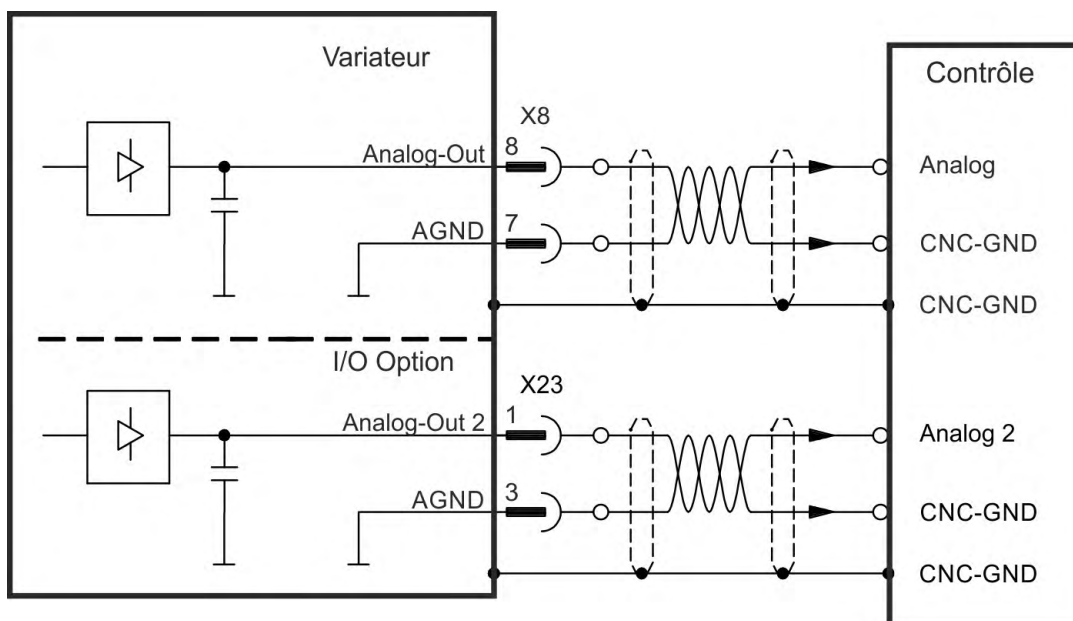 Variateur
Contrôle
X8
Analog-Out
8
Analog
AGND
7
CNC-GND
CNC-GND
I/O Option
X23
Analog-Out 2
1
Analog 2
AGND
3
CNC-GND
CNC-GND